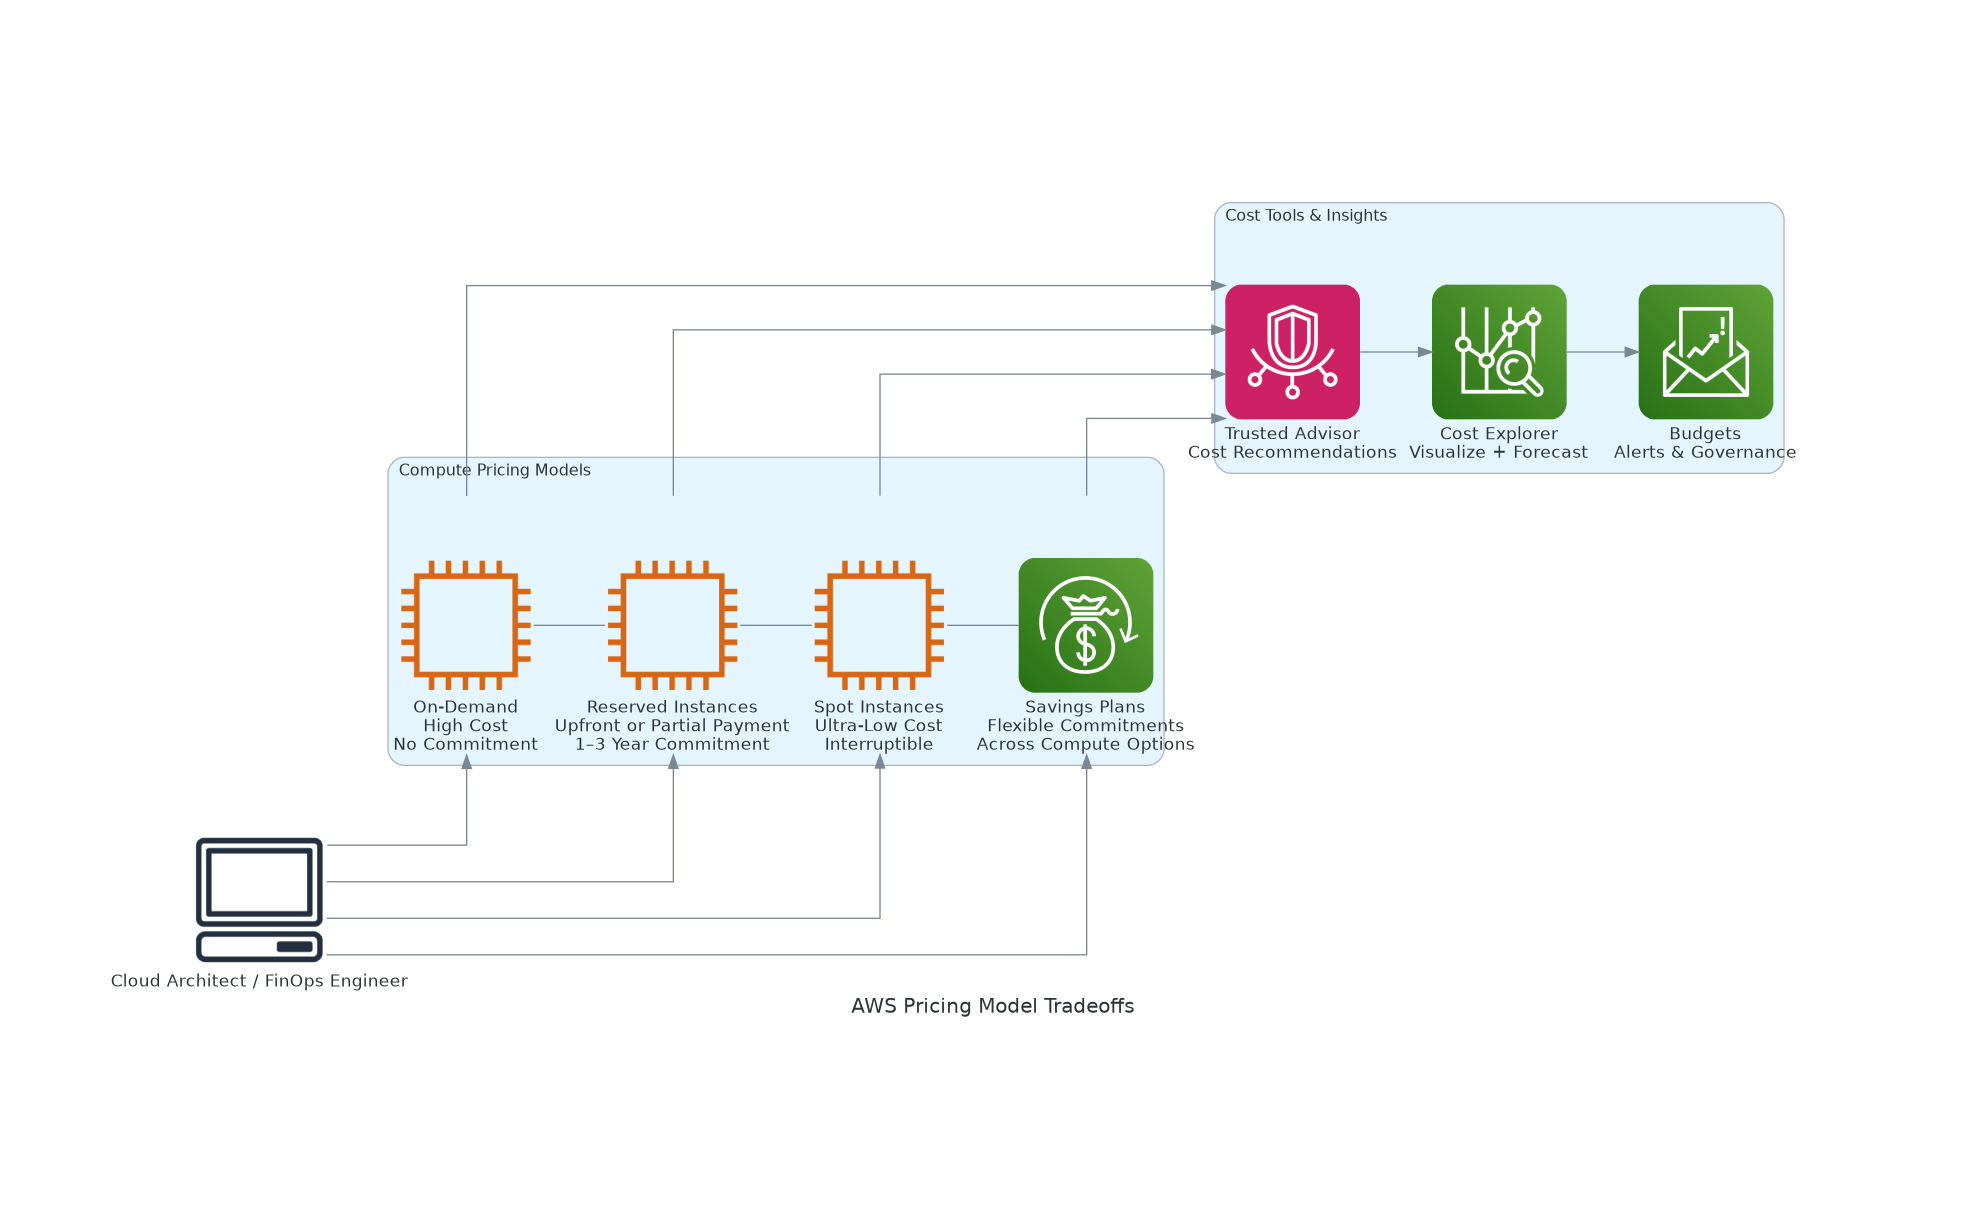 Cost Tools & Insights
Trusted Advisor
Cost Recommendations
Cost Explorer
Visualize + Forecast
Budgets
Alerts & Governance
Compute Pricing Models
On-Demand
High Cost
No Commitment
Reserved Instances
Upfront or Partial Payment
1–3 Year Commitment
Spot Instances
Ultra-Low Cost
Interruptible
Savings Plans
Flexible Commitments
Across Compute Options
Cloud Architect / FinOps Engineer
AWS Pricing Model Tradeoffs